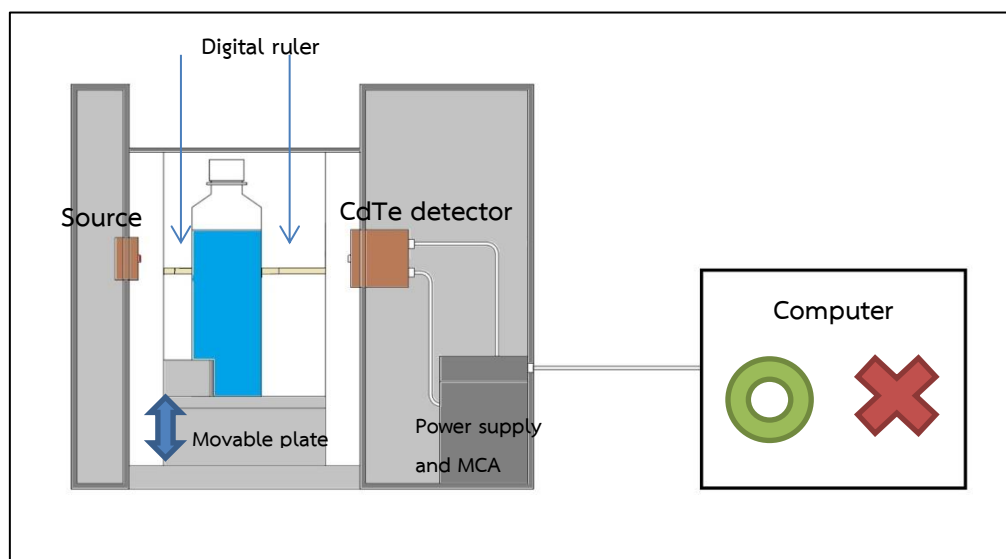 Digital ruler
Source
CdTe detector
Computer
Movable plate
Power supply
and MCA